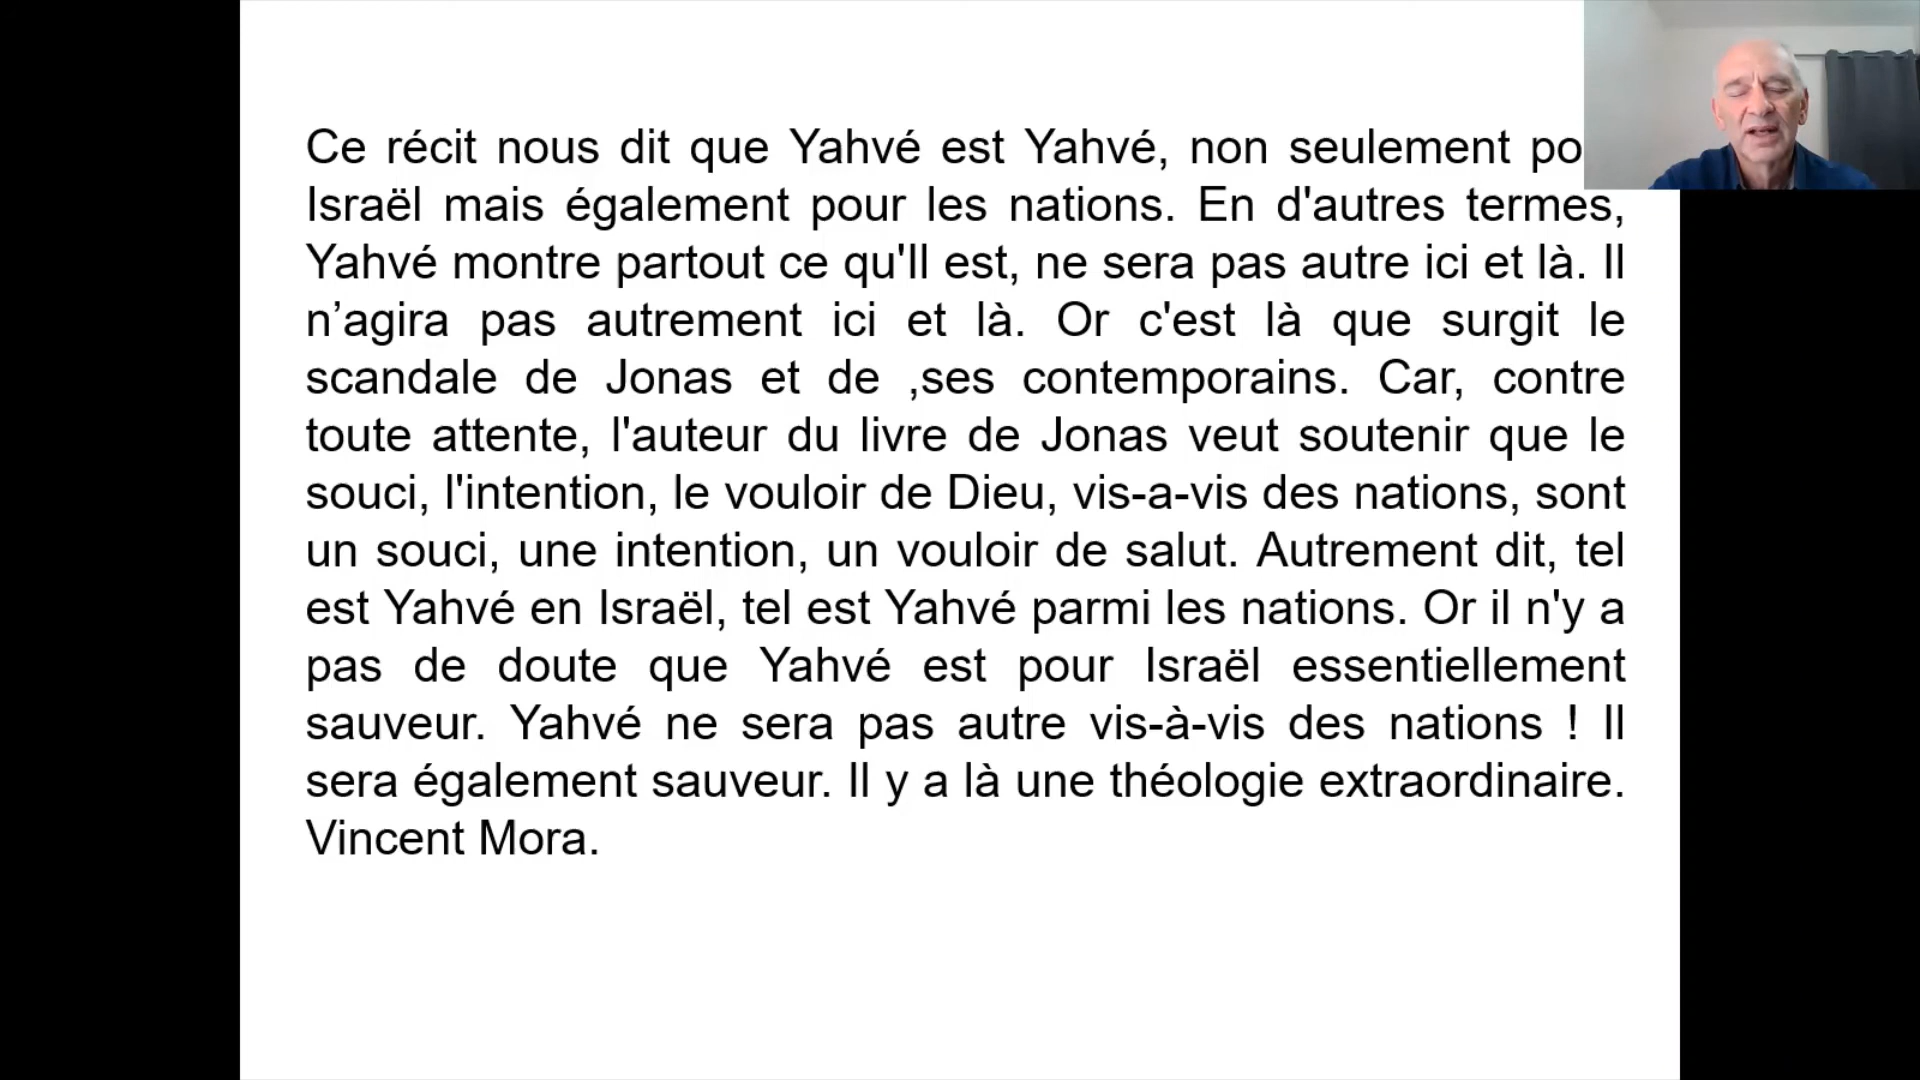 Ce récit nous dit que Yahvé est Yahvé, non seulement
Israël mais également pour les nations. En d'autres termes,
Yahvé montre partout ce qu'Il est, ne sera pas autre ici et là. Il
n’agira pas autrement ici et là. Or c'est là que surgit le
scandale de Jonas et de ,ses contemporains. Car, contre
toute attente, l'auteur du livre de Jonas veut soutenir que le
souci, l'intention, le vouloir de Dieu, vis-a-vis des nations, sont
un souci, une intention, un vouloir de salut. Autrement dit, tel
est Yahvé en Israël, tel est Yahvé parmi les nations. Or il n'y a
pas de doute que Yahvé est pour Israël essentiellement
sauveur. Yahvé ne sera pas autre vis-à-vis des nations ! Il
sera également sauveur. Il y a là une théologie extraordinaire.
Vincent Mora.